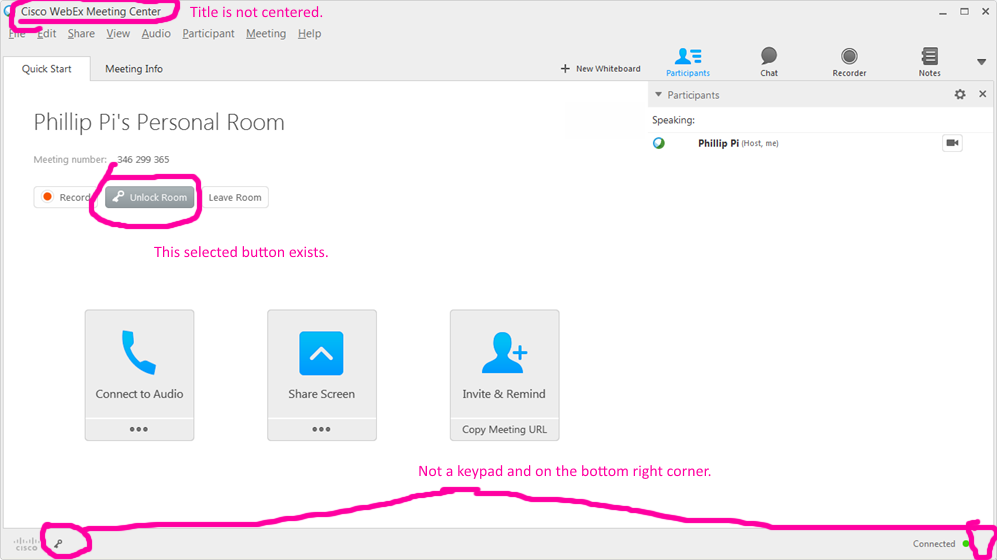 Cisco WebEx Meeting Center
Title is not centered.
File Edit Share View Audio Participant Meeting Help
Quick Start Meeting Info
New Whiteboard
Participants Chat Recorder Notes
Participants
Phillip Pi's Personal Room
Speaking:
Phillip Pi (Host, me)
Meeting number: 346 299 365
Record Unlock Room Leave Room
This selected button exists.
Connect to Audio Share Screen Invite & Remind
Copy Meeting URL
Not a keypad and on the bottom right corner.
cisco Connected